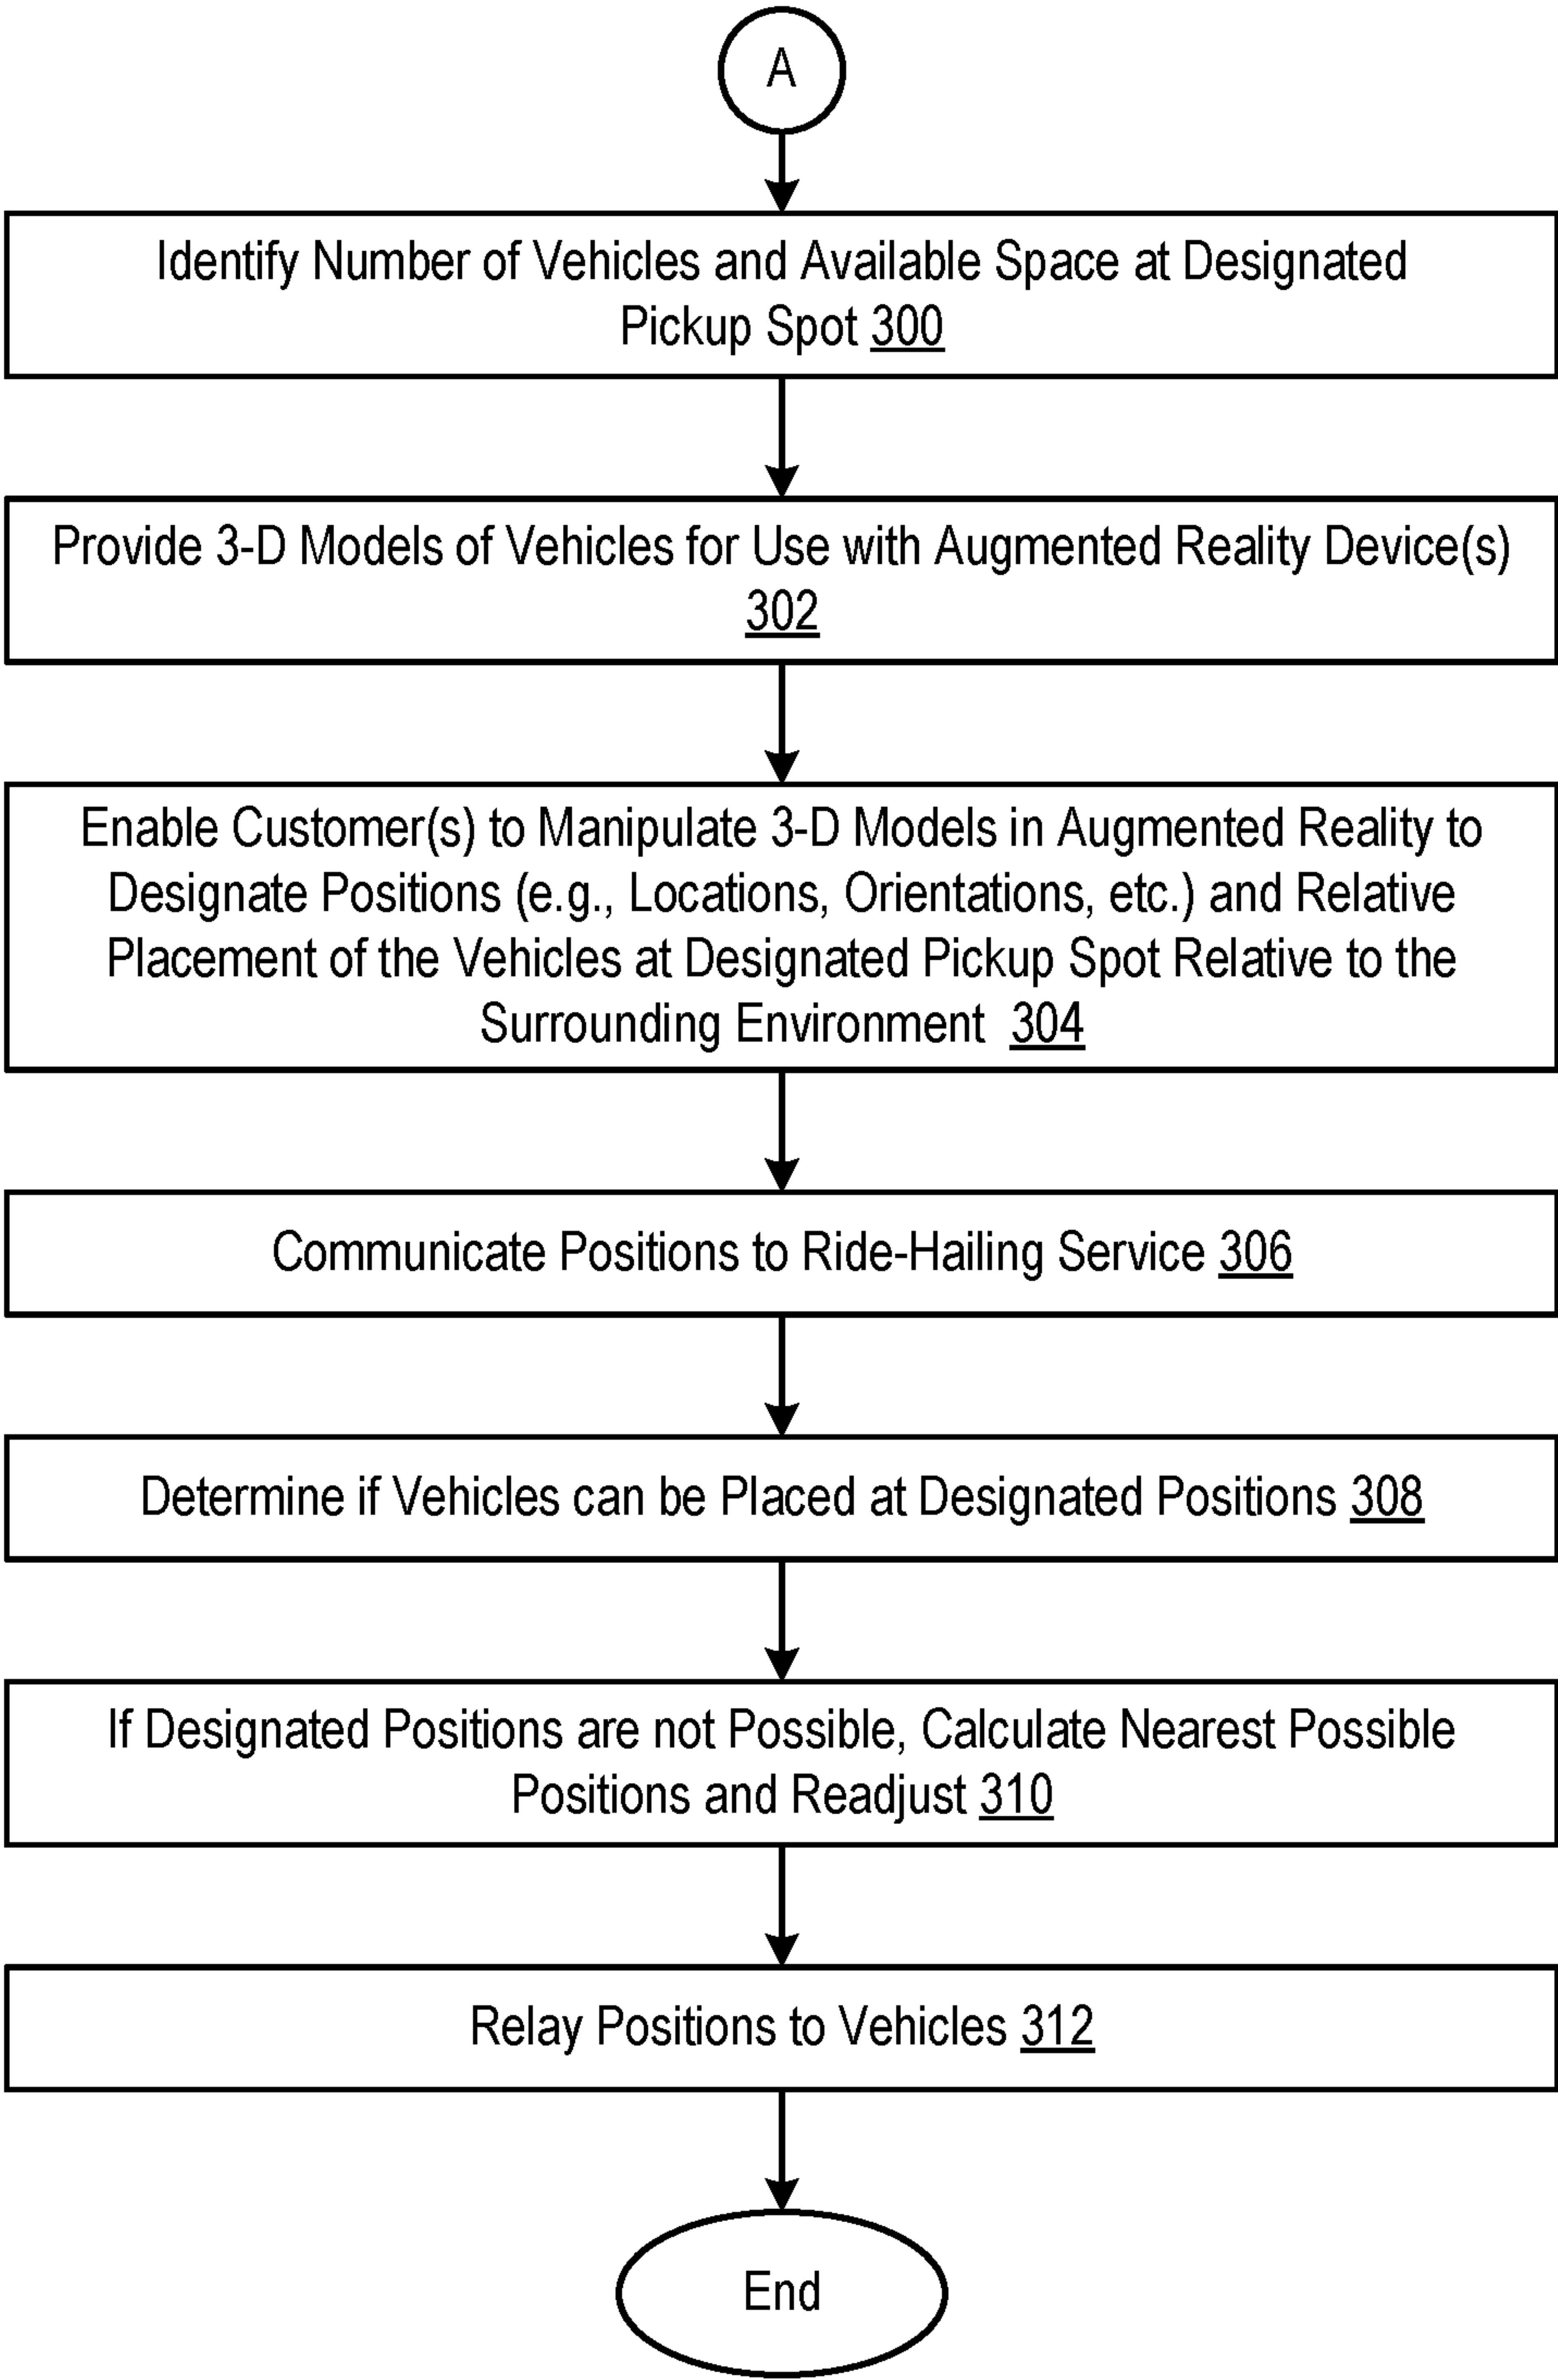 A
Identify Number of Vehicles and Available Space at Designated
Pickup Spot 300
Provide 3-D Models of Vehicles for Use with Augmented Reality Device(s)
302
Enable Customer(s) to Manipulate 3-D Models in Augmented Reality to
Designate Positions (e.g., Locations, Orientations, etc.) and Relative
Placement of the Vehicles at Designated Pickup Spot Relative to the
Surrounding Environment 304
Communicate Positions to Ride-Hailing Service 306
Determine if Vehicles can be Placed at Designated Positions 308
If Designated Positions are not Possible, Calculate Nearest Possible
Positions and Readjust 310
Relay Positions to Vehicles 312
End